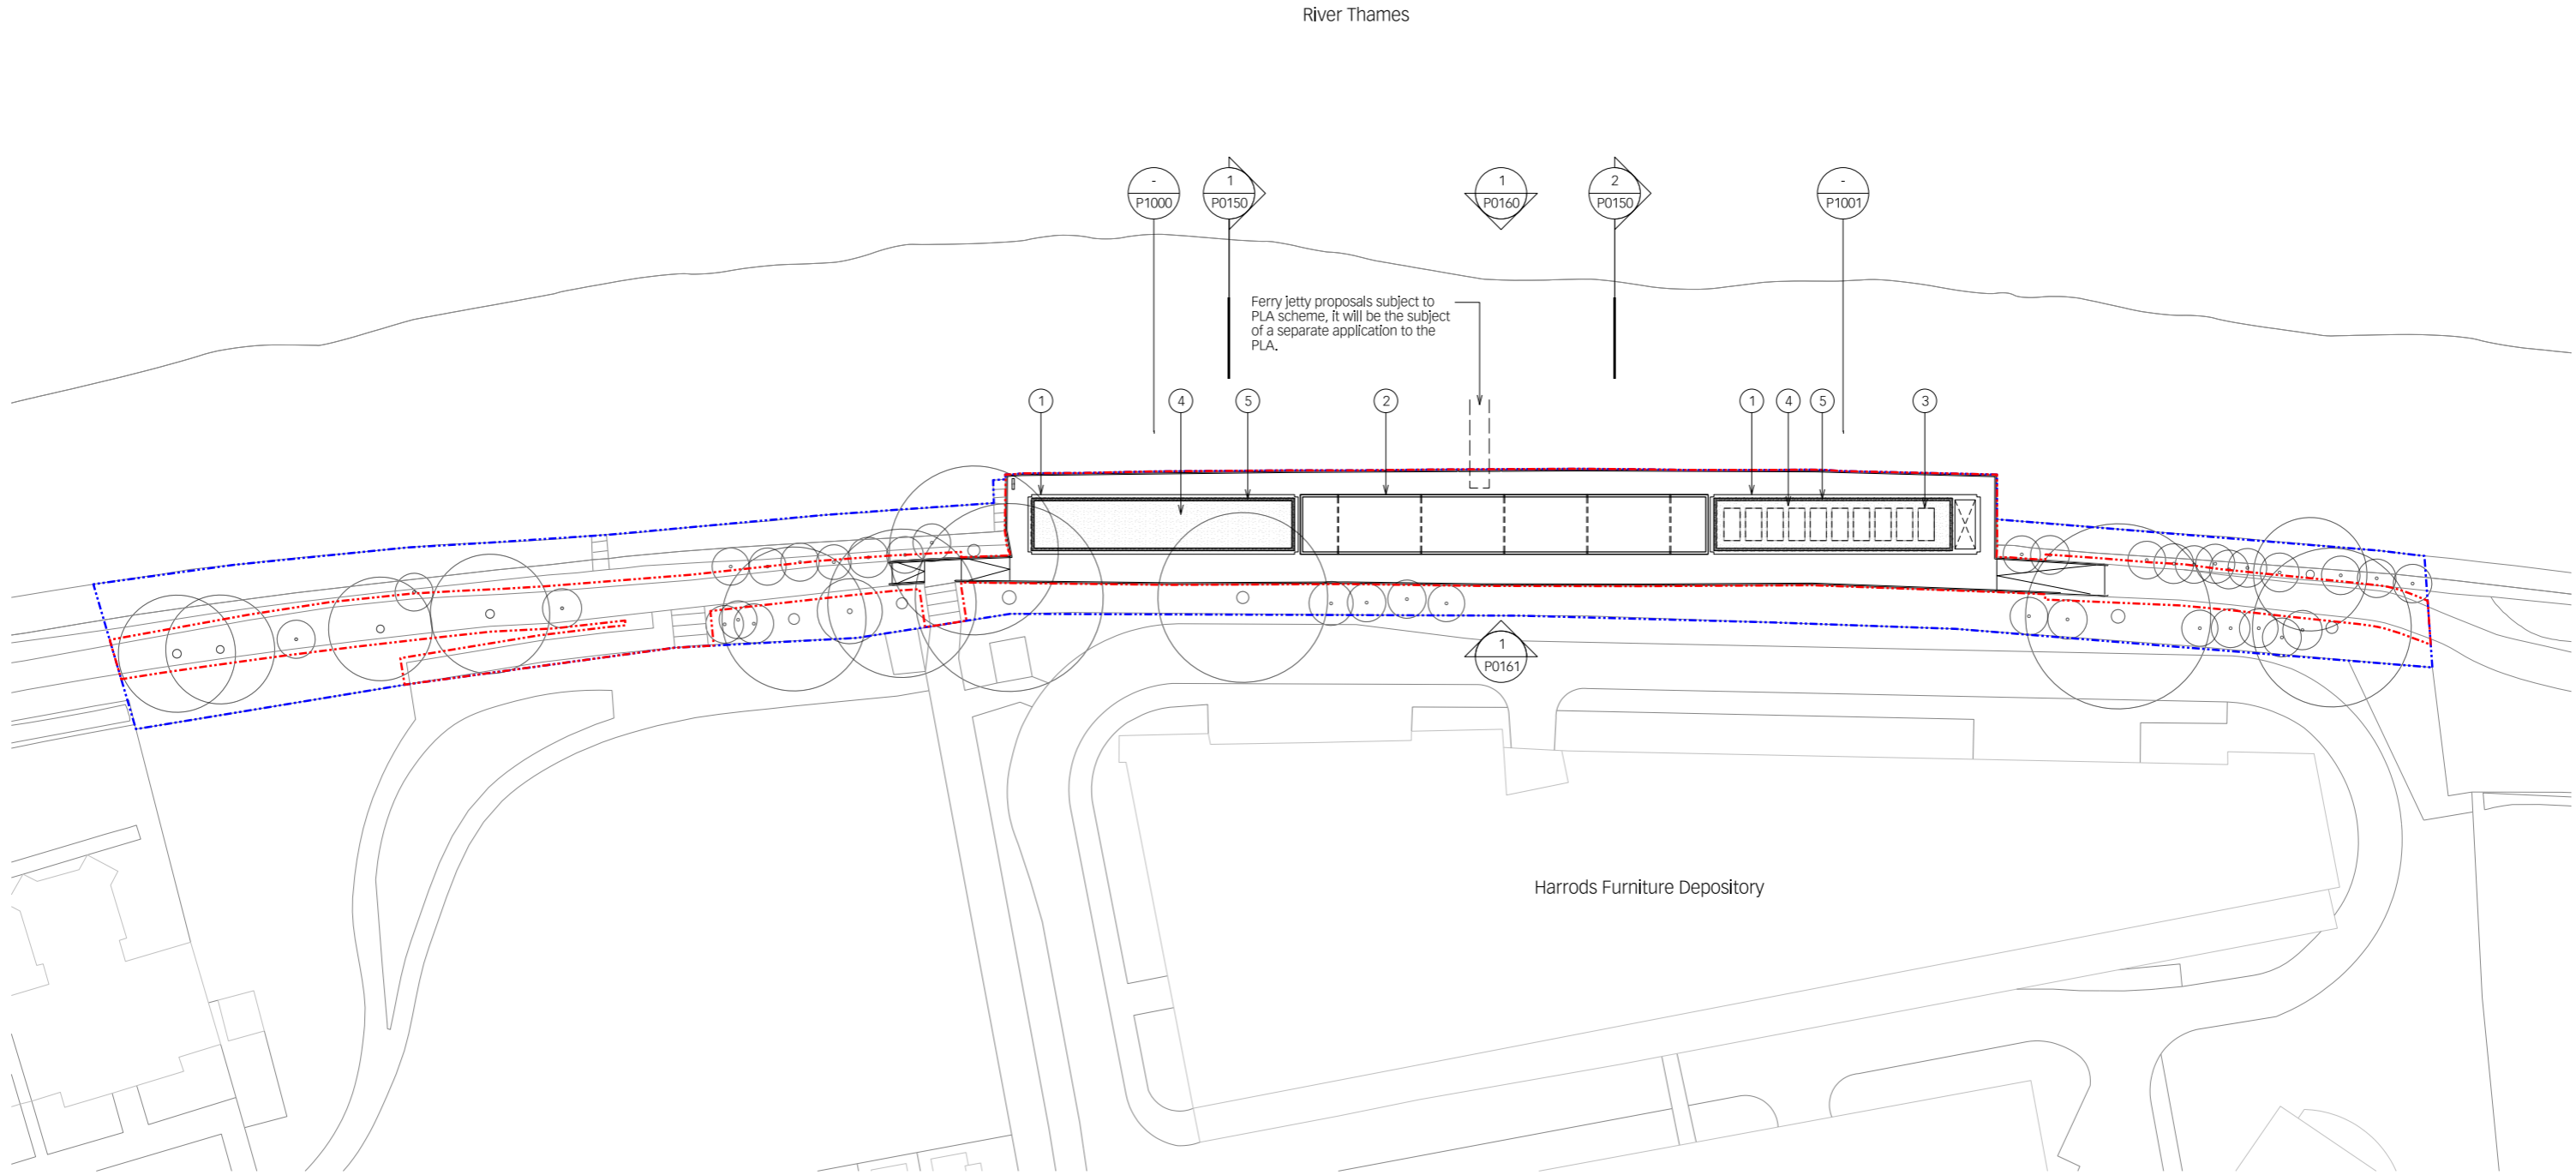 River Thames
-
P1000
1
P0150
1
P0160
2
P0150
-
P1001
Ferry jetty proposals subject to
PLA scheme, it will be the subject
of a separate application to the
PLA.
1
4
5
2
1
4
5
3
1
P0161
Harrods Furniture Depository